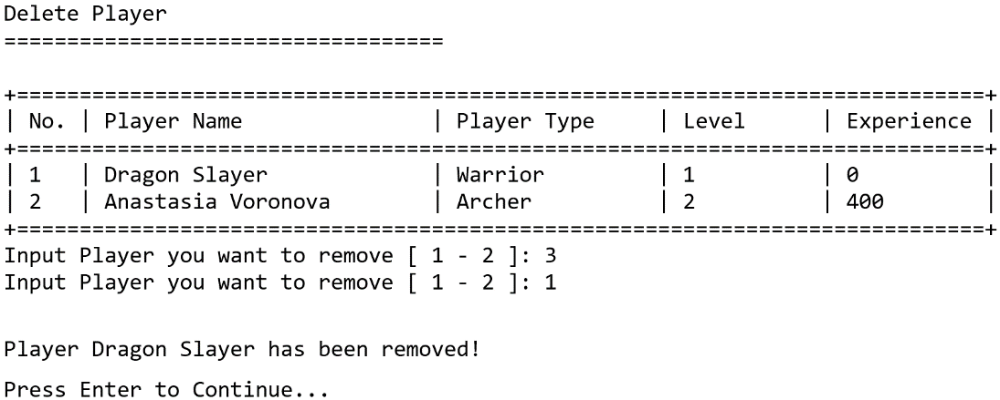 Delete Player
===================================
+=============================================================================+
| No. | Player Name               | Player Type     | Level      | Experience |
+=============================================================================+
| 1   | Dragon Slayer             | Warrior         | 1          | 0          |
| 2   | Anastasia Voronova        | Archer          | 2          | 400        |
+=============================================================================+
Input Player you want to remove [ 1 - 2 ]: 3
Input Player you want to remove [ 1 - 2 ]: 1
Player Dragon Slayer has been removed!
Press Enter to Continue...